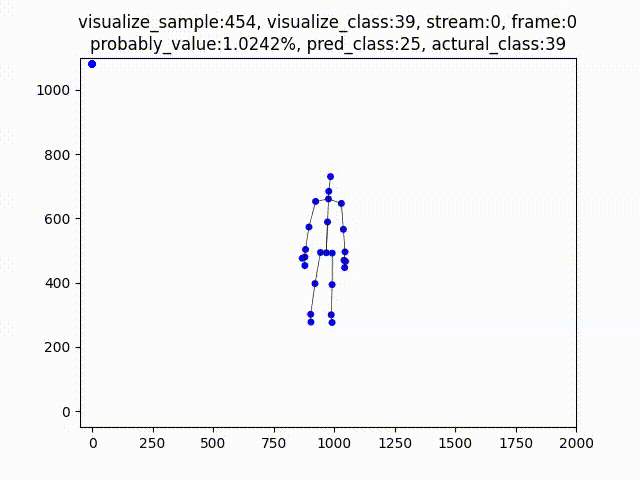 visualize_sample:454, visualize_class:39, stream:0, frame:0
probably_value:1.0242%, pred_class:25, actural_class:39
1000
800
600
400
200
0
0 250 500 750 1000 1250 1500 1750 2000